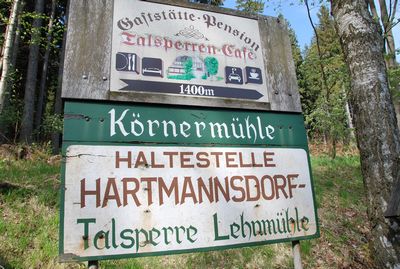 Gaststätte-Pension
Talsperren-Café
1400m
Körnermühle
HALTESTELLE
HARTMANNSDORF-
Talsperre Lehnmühle